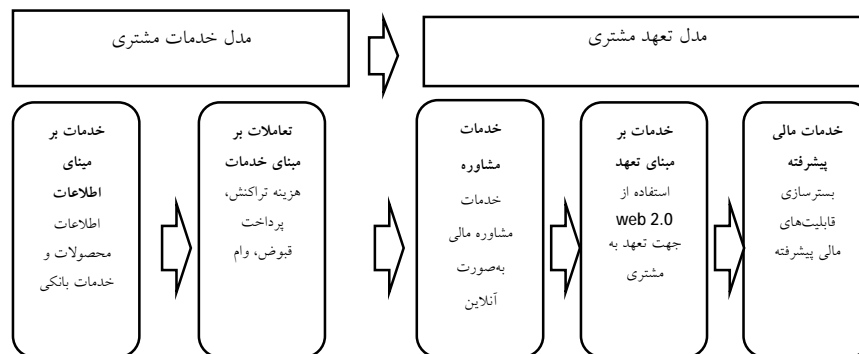 مدل خدمات مشتری
مدل تعهد مشتری
خدمات بر
مبنای
اطلاعات
اطلاعات
محصولات و
خدمات بانکی
تعاملات بر
مبنای خدمات
هزینه تراکنش،
پرداخت
قبوض، وام
خدمات
مشاوره
خدمات
مشاوره مالی
به‌صورت
آنلاین
خدمات بر
مبنای تعهد
استفاده از
web 2.0
جهت تعهد به
مشتری
خدمات مالی
پیشرفته
بسترسازی
قابلیت‌های
مالی پیشرفته